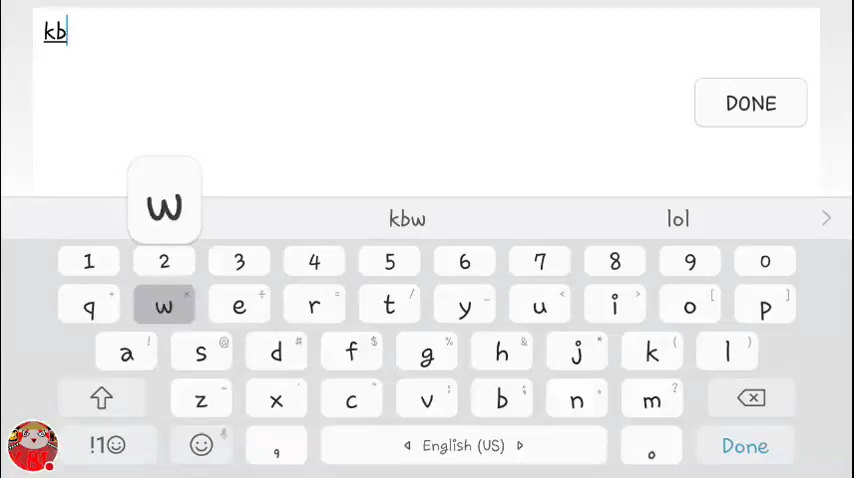 kb
DONE
w
kbw lol
1 2 3 4 5 6 7 8 9 0
q + w × e ÷ r = t / y _ u < i > o [ p ]
a ! s @ d # f $ g % h & j * k ( l )
z - x ' c " v : b ; n , m ?
!1☺ , English (US) . Done